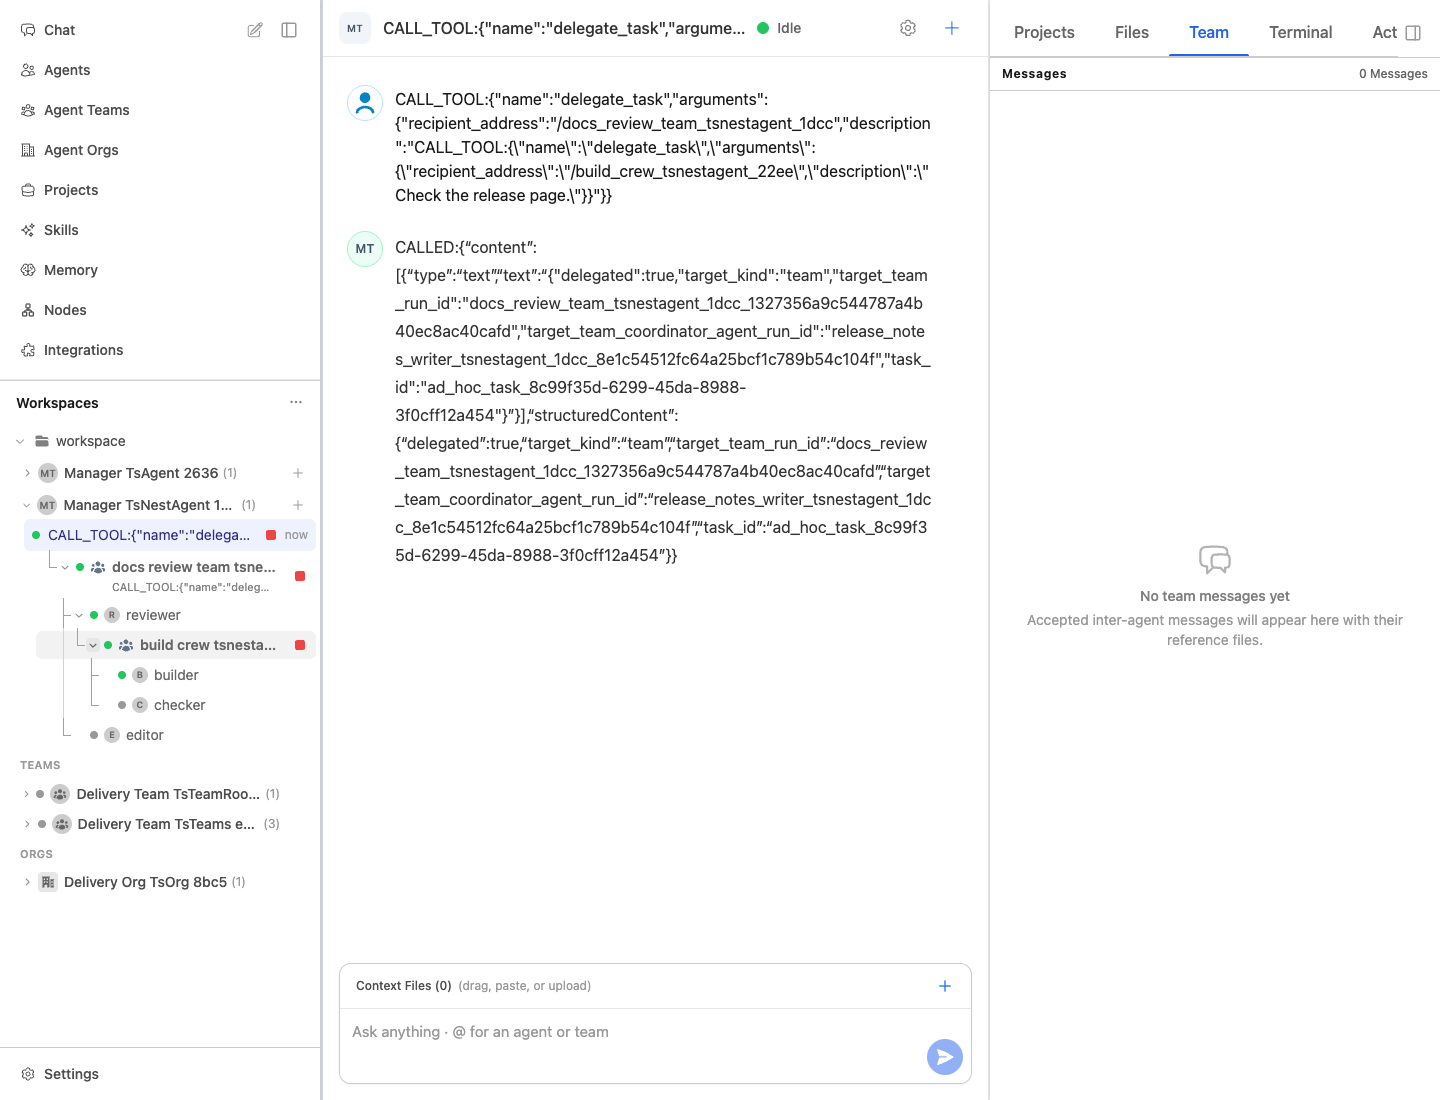 Chat
Agents
Agent Teams
Agent Orgs
Projects
Skills
Memory
Nodes
Integrations
Workspaces
workspace
MT Manager TsAgent 2636 (1)
MT Manager TsNestAgent 1... (1)
CALL_TOOL:{"name":"delega... now
docs review team tsne...
CALL_TOOL:{"name":"deleg...
R reviewer
build crew tsnesta...
B builder
C checker
E editor
TEAMS
Delivery Team TsTeamRoo... (1)
Delivery Team TsTeams e... (3)
ORGS
Delivery Org TsOrg 8bc5 (1)
Settings
MT CALL_TOOL:{"name":"delegate_task","argume... Idle
CALL_TOOL:{"name":"delegate_task","arguments":
{"recipient_address":"/docs_review_team_tsnestagent_1dcc","description
":"CALL_TOOL:{\"name\":\"delegate_task\",\"arguments\":
{\"recipient_address\":\"/build_crew_tsnestagent_22ee\",\"description\":\"
Check the release page.\"}}"}}
MT CALLED:{“content”:
[{“type”:“text”,“text”:“{"delegated":true,"target_kind":"team","target_team
_run_id":"docs_review_team_tsnestagent_1dcc_1327356a9c544787a4b
40ec8ac40cafd","target_team_coordinator_agent_run_id":"release_note
s_writer_tsnestagent_1dcc_8e1c54512fc64a25bcf1c789b54c104f","task_
id":"ad_hoc_task_8c99f35d-6299-45da-8988-
3f0cff12a454"}”}],“structuredContent”:
{“delegated”:true,“target_kind”:“team”,“target_team_run_id”:“docs_review
_team_tsnestagent_1dcc_1327356a9c544787a4b40ec8ac40cafd”,“target
_team_coordinator_agent_run_id”:“release_notes_writer_tsnestagent_1dc
c_8e1c54512fc64a25bcf1c789b54c104f”,“task_id”:“ad_hoc_task_8c99f3
5d-6299-45da-8988-3f0cff12a454”}}
Context Files (0) (drag, paste, or upload)
Ask anything · @ for an agent or team
Projects Files Team Terminal Act
Messages 0 Messages
No team messages yet
Accepted inter-agent messages will appear here with their
reference files.